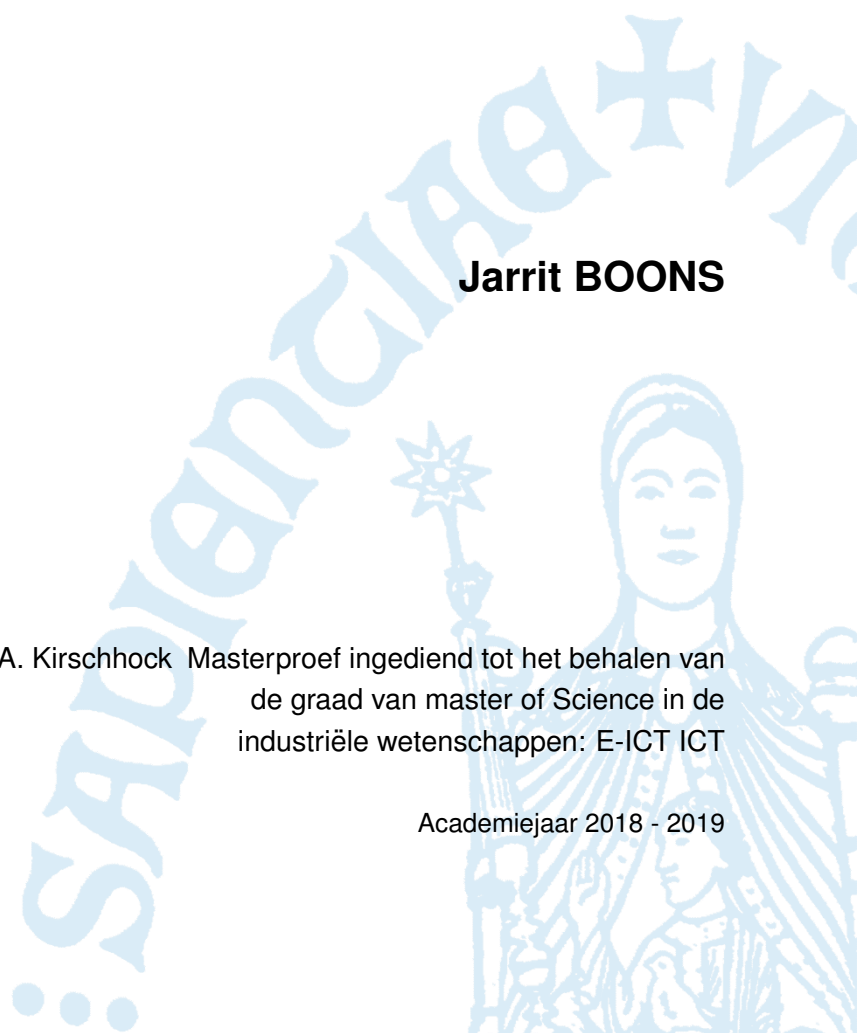 SAPIENTIAE
Jarrit BOONS
A. Kirschhock Masterproef ingediend tot het behalen van
de graad van master of Science in de
industriële wetenschappen: E-ICT ICT
Academiejaar 2018 - 2019